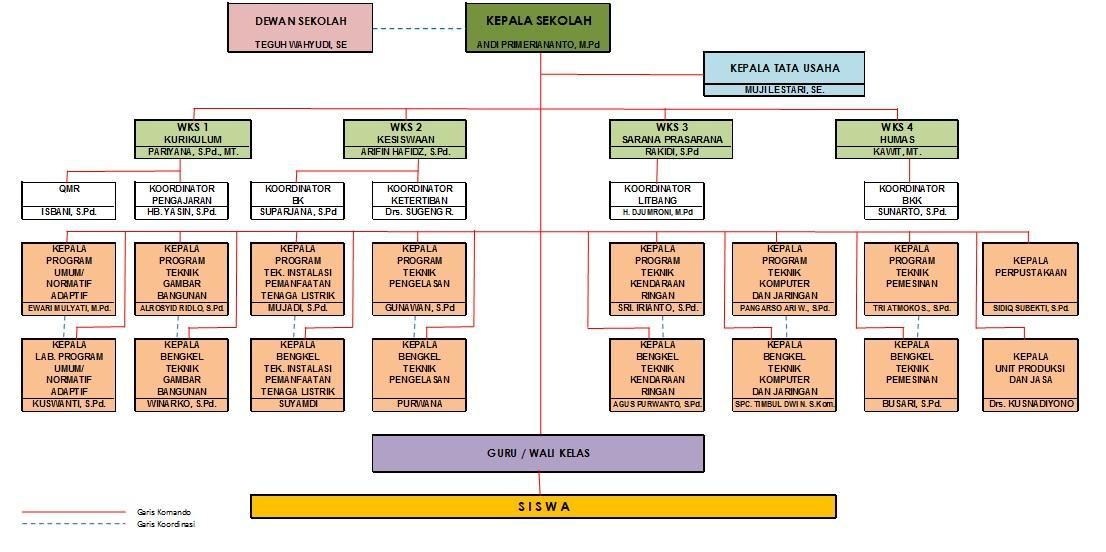 DEWAN SEKOLAH
TEGUH WAHYUDI, SE
KEPALA SEKOLAH
ANDI PRIMERIANANTO, M.Pd
KEPALA TATA USAHA
MUJI LESTARI, SE.
WKS 1
KURIKULUM
PARIYANA, S.Pd., MT.
WKS 2
KESISWAAN
ARIFIN HAFIDZ, S.Pd.
WKS 3
SARANA PRASARANA
RAKIDI, S.Pd
WKS 4
HUMAS
KAWIT, MT.
QMR
ISBANI, S.Pd.
KOORDINATOR
PENGAJARAN
HB. YASIN, S.Pd.
KOORDINATOR
BK
SUPARJANA, S.Pd
KOORDINATOR
KETERTIBAN
Drs. SUGENG R.
KOORDINATOR
LITBANG
H. DJUMRONI, M.Pd
KOORDINATOR
BKK
SUNARTO, S.Pd.
KEPALA
PROGRAM
UMUM/
NORMATIF
ADAPTIF
EWARI MULYATI, M.Pd.
KEPALA
PROGRAM
TEKNIK
GAMBAR
BANGUNAN
ALROSYID RIDLO, S.Pd.
KEPALA
PROGRAM
TEK. INSTALASI
PEMANFAATAN
TENAGA LISTRIK
MUJADI, S.Pd.
KEPALA
PROGRAM
TEKNIK
PENGELASAN
GUNAWAN, S.Pd
KEPALA
PROGRAM
TEKNIK
KENDARAAN
RINGAN
SRI. IRIANTO, S.Pd.
KEPALA
PROGRAM
TEKNIK
KOMPUTER
DAN JARINGAN
PANGARSO ARI W., S.Pd.
KEPALA
PROGRAM
TEKNIK
PEMESINAN
TRI ATMOKO S., S.Pd.
KEPALA
PERPUSTAKAAN
SIDIQ SUBEKTI, S.Pd.
KEPALA
LAB. PROGRAM
UMUM/
NORMATIF
ADAPTIF
KUSWANTI, S.Pd.
KEPALA
BENGKEL
TEKNIK
GAMBAR
BANGUNAN
WINARKO, S.Pd.
KEPALA
BENGKEL
TEK. INSTALASI
PEMANFAATAN
TENAGA LISTRIK
SUYAMDI
KEPALA
BENGKEL
TEKNIK
PENGELASAN
PURWANA
KEPALA
BENGKEL
TEKNIK
KENDARAAN
RINGAN
AGUS PURWANTO, S.Pd.
KEPALA
BENGKEL
TEKNIK
KOMPUTER
DAN JARINGAN
SPC. TIMBUL DWI N. S.Kom.
KEPALA
BENGKEL
TEKNIK
PEMESINAN
BUSARI, S.Pd.
KEPALA
UNIT PRODUKSI
DAN JASA
Drs. KUSNADIYONO
GURU / WALI KELAS
SISWA
Garis Komando
Garis Koordinasi